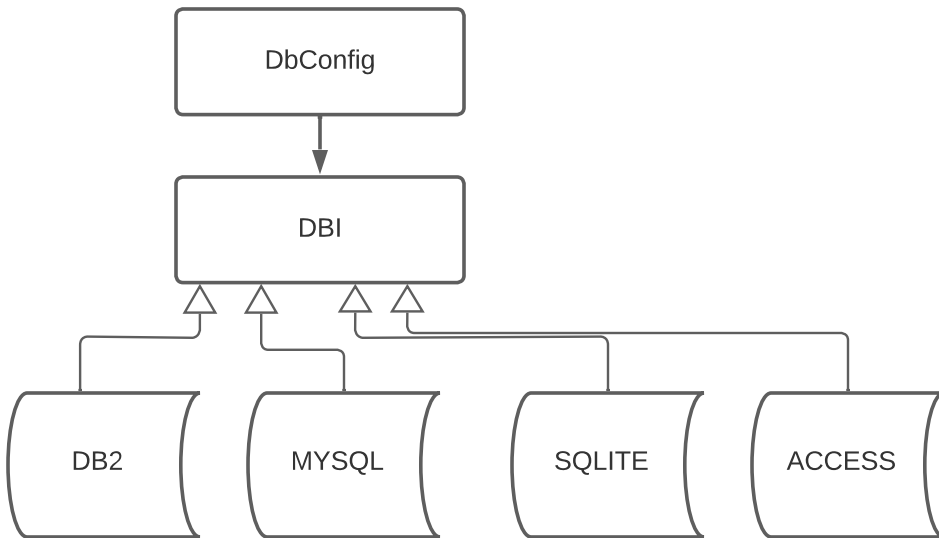 DbConfig
DBI
DB2
MYSQL
SQLITE
ACCESS